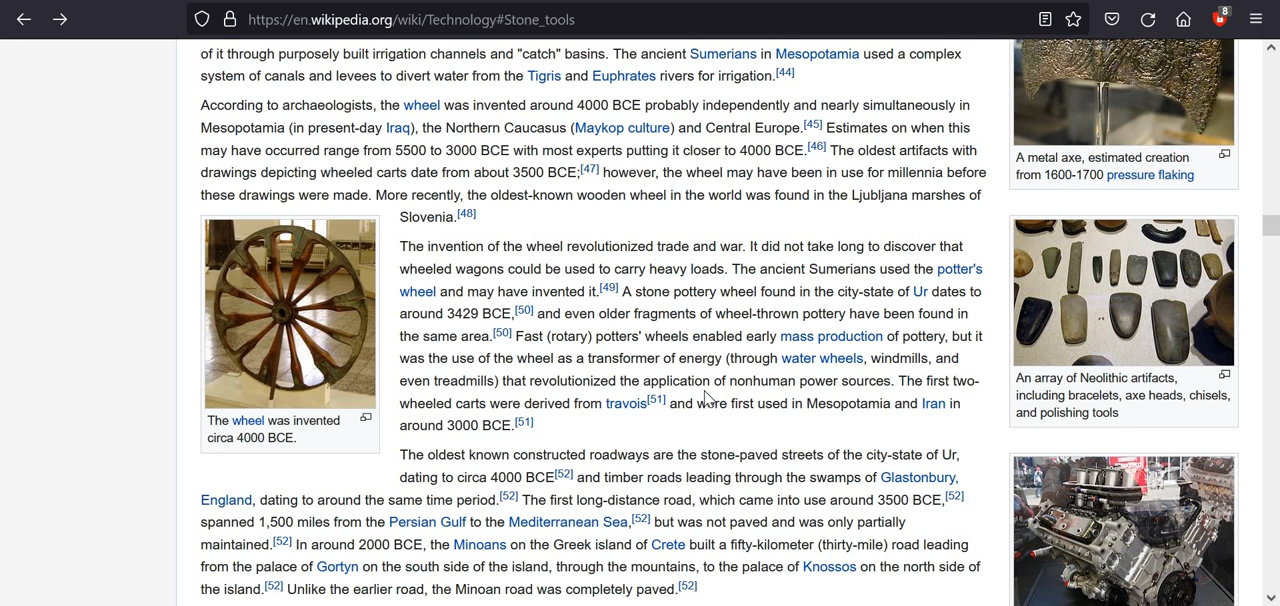 https://en.wikipedia.org/wiki/Technology#Stone_tools
8
of it through purposely built irrigation channels and "catch" basins. The ancient Sumerians in Mesopotamia used a complex
system of canals and levees to divert water from the Tigris and Euphrates rivers for irrigation.[44]
According to archaeologists, the wheel was invented around 4000 BCE probably independently and nearly simultaneously in
Mesopotamia (in present-day Iraq), the Northern Caucasus (Maykop culture) and Central Europe.[45] Estimates on when this
may have occurred range from 5500 to 3000 BCE with most experts putting it closer to 4000 BCE.[46] The oldest artifacts with
drawings depicting wheeled carts date from about 3500 BCE;[47] however, the wheel may have been in use for millennia before
these drawings were made. More recently, the oldest-known wooden wheel in the world was found in the Ljubljana marshes of
Slovenia.[48]
The invention of the wheel revolutionized trade and war. It did not take long to discover that
wheeled wagons could be used to carry heavy loads. The ancient Sumerians used the potter's
wheel and may have invented it.[49] A stone pottery wheel found in the city-state of Ur dates to
around 3429 BCE,[50] and even older fragments of wheel-thrown pottery have been found in
the same area.[50] Fast (rotary) potters' wheels enabled early mass production of pottery, but it
was the use of the wheel as a transformer of energy (through water wheels, windmills, and
even treadmills) that revolutionized the application of nonhuman power sources. The first two-
wheeled carts were derived from travois[51] and were first used in Mesopotamia and Iran in
around 3000 BCE.[51]
The wheel was invented
circa 4000 BCE.
The oldest known constructed roadways are the stone-paved streets of the city-state of Ur,
dating to circa 4000 BCE[52] and timber roads leading through the swamps of Glastonbury,
England, dating to around the same time period.[52] The first long-distance road, which came into use around 3500 BCE,[52]
spanned 1,500 miles from the Persian Gulf to the Mediterranean Sea,[52] but was not paved and was only partially
maintained.[52] In around 2000 BCE, the Minoans on the Greek island of Crete built a fifty-kilometer (thirty-mile) road leading
from the palace of Gortyn on the south side of the island, through the mountains, to the palace of Knossos on the north side of
the island.[52] Unlike the earlier road, the Minoan road was completely paved.[52]
A metal axe, estimated creation
from 1600-1700 pressure flaking
An array of Neolithic artifacts,
including bracelets, axe heads, chisels,
and polishing tools